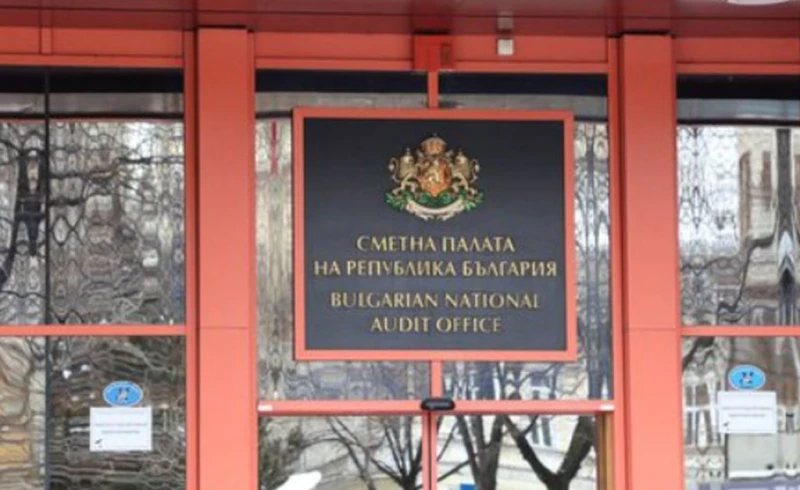 СМЕТНА ПАЛАТА
НА РЕПУБЛИКА БЪЛГАРИЯ
BULGARIAN NATIONAL
AUDIT OFFICE